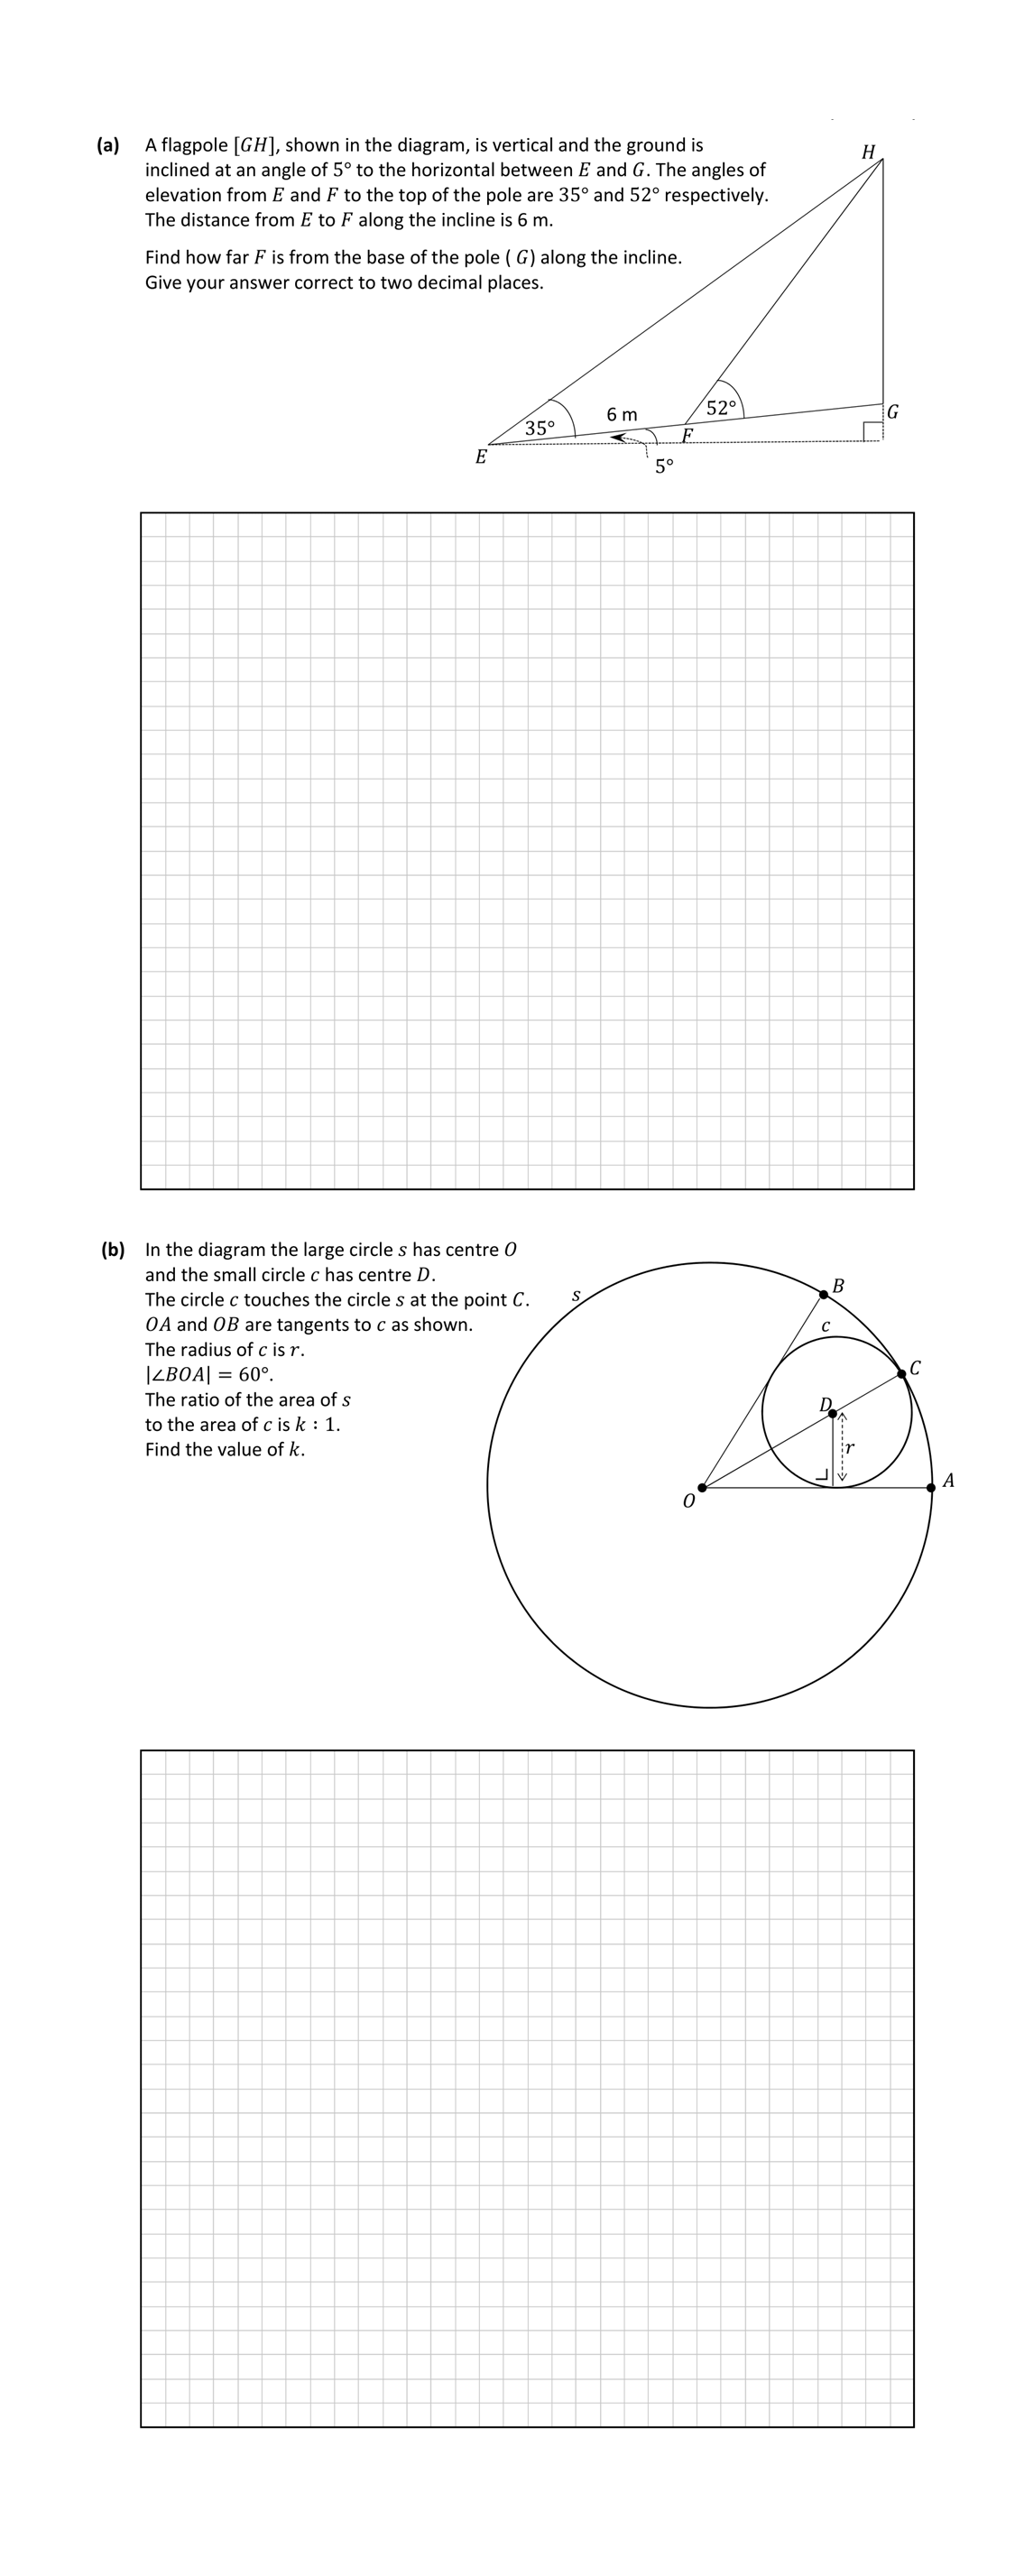 (a) A flagpole [GH], shown in the diagram, is vertical and the ground is
inclined at an angle of 5° to the horizontal between E and G. The angles of
elevation from E and F to the top of the pole are 35° and 52° respectively.
The distance from E to F along the incline is 6 m.
Find how far F is from the base of the pole ( G) along the incline.
Give your answer correct to two decimal places.
H
52°
G
6 m
35°
F
E
5°
(b) In the diagram the large circle s has centre O
and the small circle c has centre D.
The circle c touches the circle s at the point C.
OA and OB are tangents to c as shown.
The radius of c is r.
|∠BOA| = 60°.
The ratio of the area of s
to the area of c is k : 1.
Find the value of k.
s
B
c
C
D
r
A
O